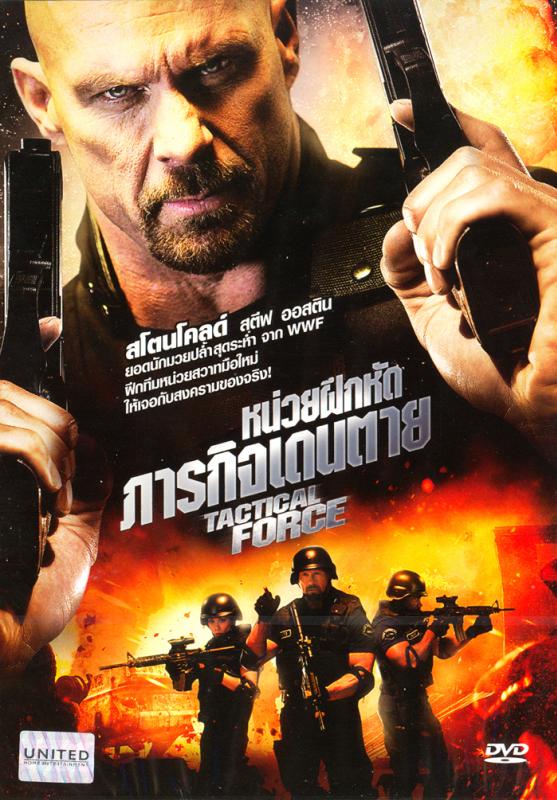 สโตนโคลด์ สตีฟ ออสติน
ยอดนักมวยปล้ำสุดระห่ำ จาก WWF
ฝึกทีมหน่วยสวาทมือใหม่
ให้เจอกับสงครามของจริง!
หน่วยฝึกหัด
ภารกิจเดนตาย
TACTICAL
FORCE
UNITED
HOME ENTERTAINMENT
DVD